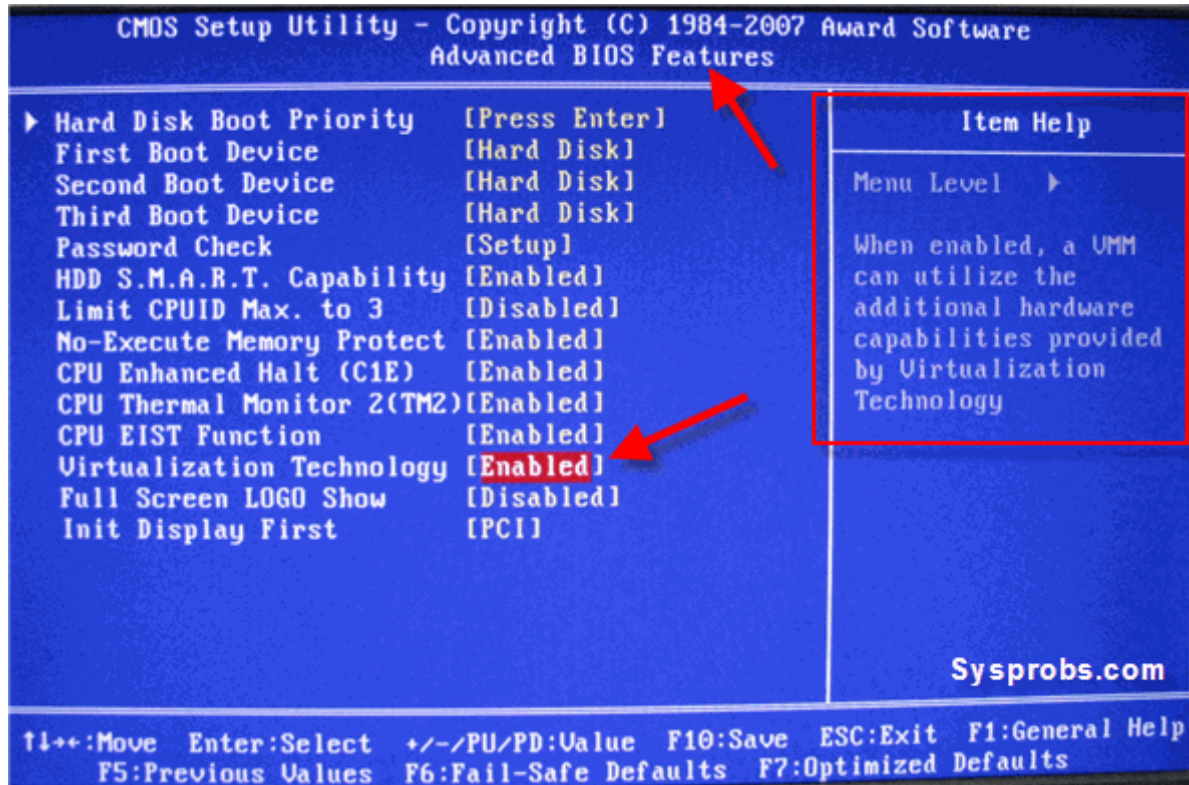 CMOS Setup Utility - Copyright (C) 1984-2007 Award Software
Advanced BIOS Features
Hard Disk Boot Priority [Press Enter]
First Boot Device [Hard Disk]
Second Boot Device [Hard Disk]
Third Boot Device [Hard Disk]
Password Check [Setup]
HDD S.M.A.R.T. Capability [Enabled]
Limit CPUID Max. to 3 [Disabled]
No-Execute Memory Protect [Enabled]
CPU Enhanced Halt (C1E) [Enabled]
CPU Thermal Monitor 2(TM2)[Enabled]
CPU EIST Function [Enabled]
Virtualization Technology [Enabled]
Full Screen LOGO Show [Disabled]
Init Display First [PCI]
Item Help
Menu Level
When enabled, a VMM
can utilize the
additional hardware
capabilities provided
by Virtualization
Technology
Sysprobs.com
↑↓→←:Move Enter:Select +/-/PU/PD:Value F10:Save ESC:Exit F1:General Help
F5:Previous Values F6:Fail-Safe Defaults F7:Optimized Defaults